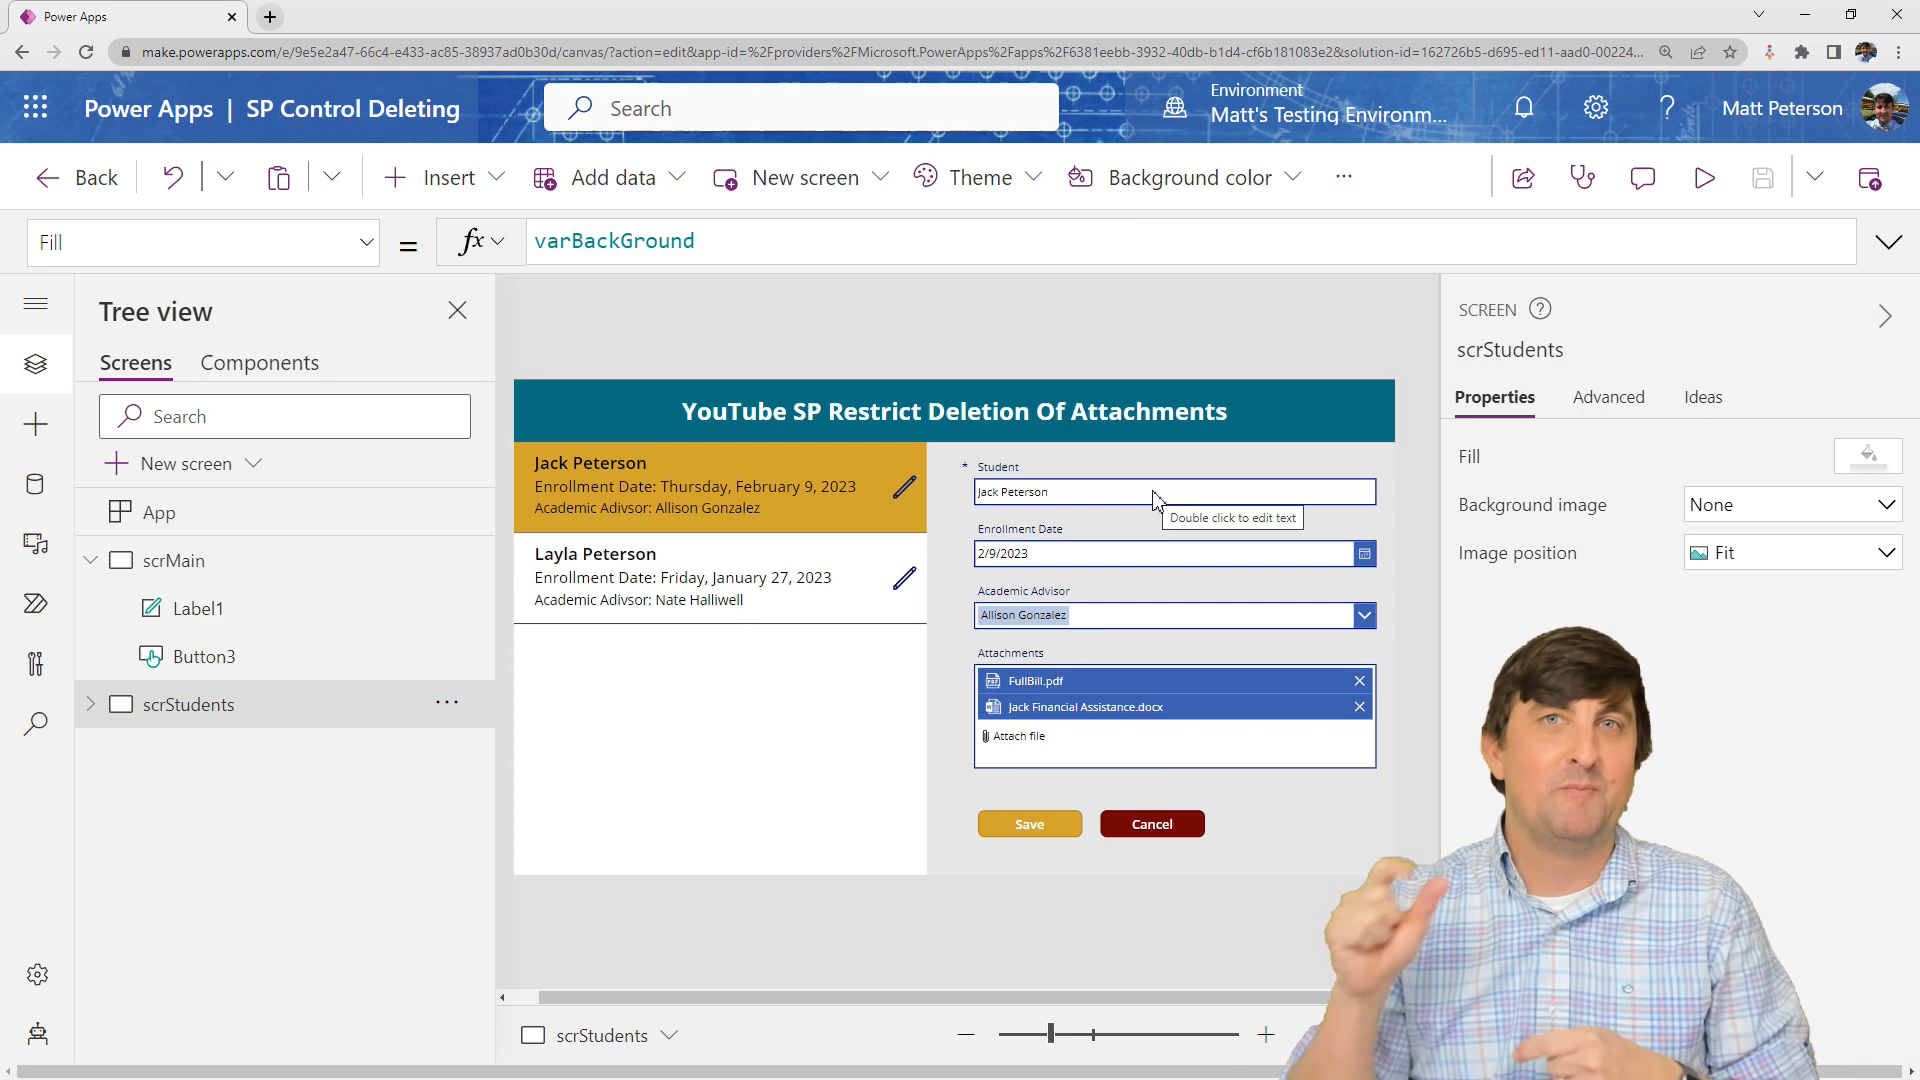 Power Apps
make.powerapps.com/e/9e5e2a47-66c4-e433-ac85-38937ad0b30d/canvas/?action=edit&app-id=%2Fproviders%2FMicrosoft.PowerApps%2Fapps%2F6381eebb-3932-40db-b1d4-cf6b181083e2&solution-id=162726b5-d695-ed11-aad0-00224...
Power Apps | SP Control Deleting
Search
Environment
Matt's Testing Environm...
Matt Peterson
Back
Insert
Add data
New screen
Theme
Background color
Fill
=
fx
varBackGround
Tree view
Screens
Components
Search
New screen
App
scrMain
Label1
Button3
scrStudents
YouTube SP Restrict Deletion Of Attachments
Jack Peterson
Enrollment Date: Thursday, February 9, 2023
Academic Adivsor: Allison Gonzalez
Layla Peterson
Enrollment Date: Friday, January 27, 2023
Academic Adivsor: Nate Halliwell
* Student
Jack Peterson
Double click to edit text
Enrollment Date
2/9/2023
Academic Advisor
Allison Gonzalez
Attachments
FullBill.pdf
Jack Financial Assistance.docx
Attach file
Save
Cancel
scrStudents
SCREEN
scrStudents
Properties
Advanced
Ideas
Fill
Background image
None
Image position
Fit